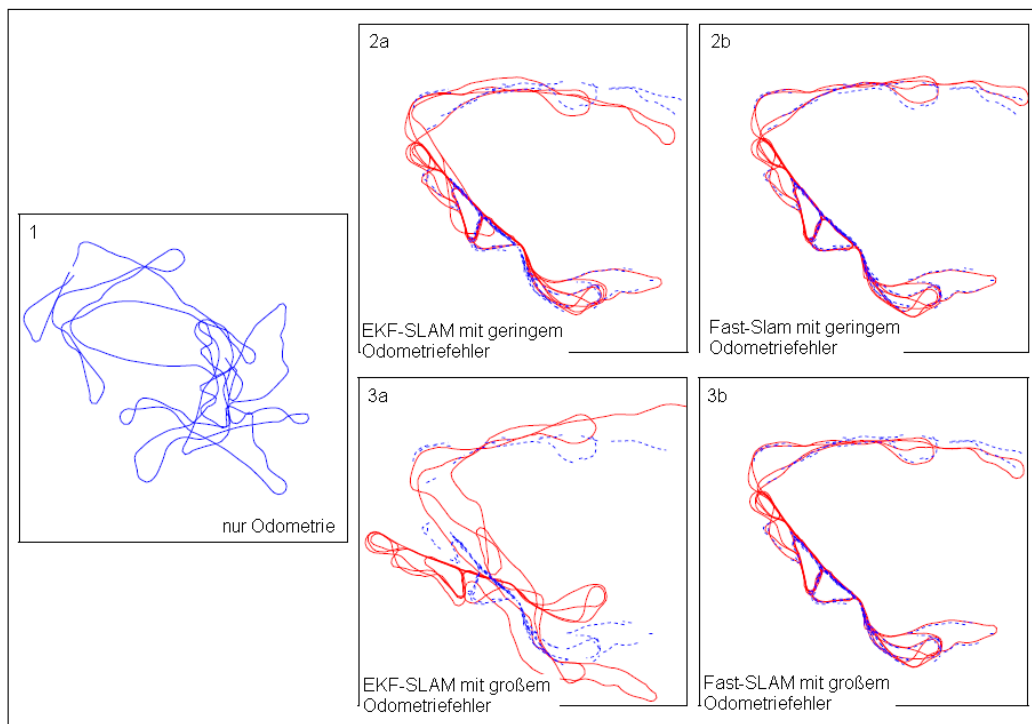 1
nur Odometrie
2a
EKF-SLAM mit geringem
Odometriefehler
2b
Fast-Slam mit geringem
Odometriefehler
3a
EKF-SLAM mit großem
Odometriefehler
3b
Fast-SLAM mit großem
Odometriefehler